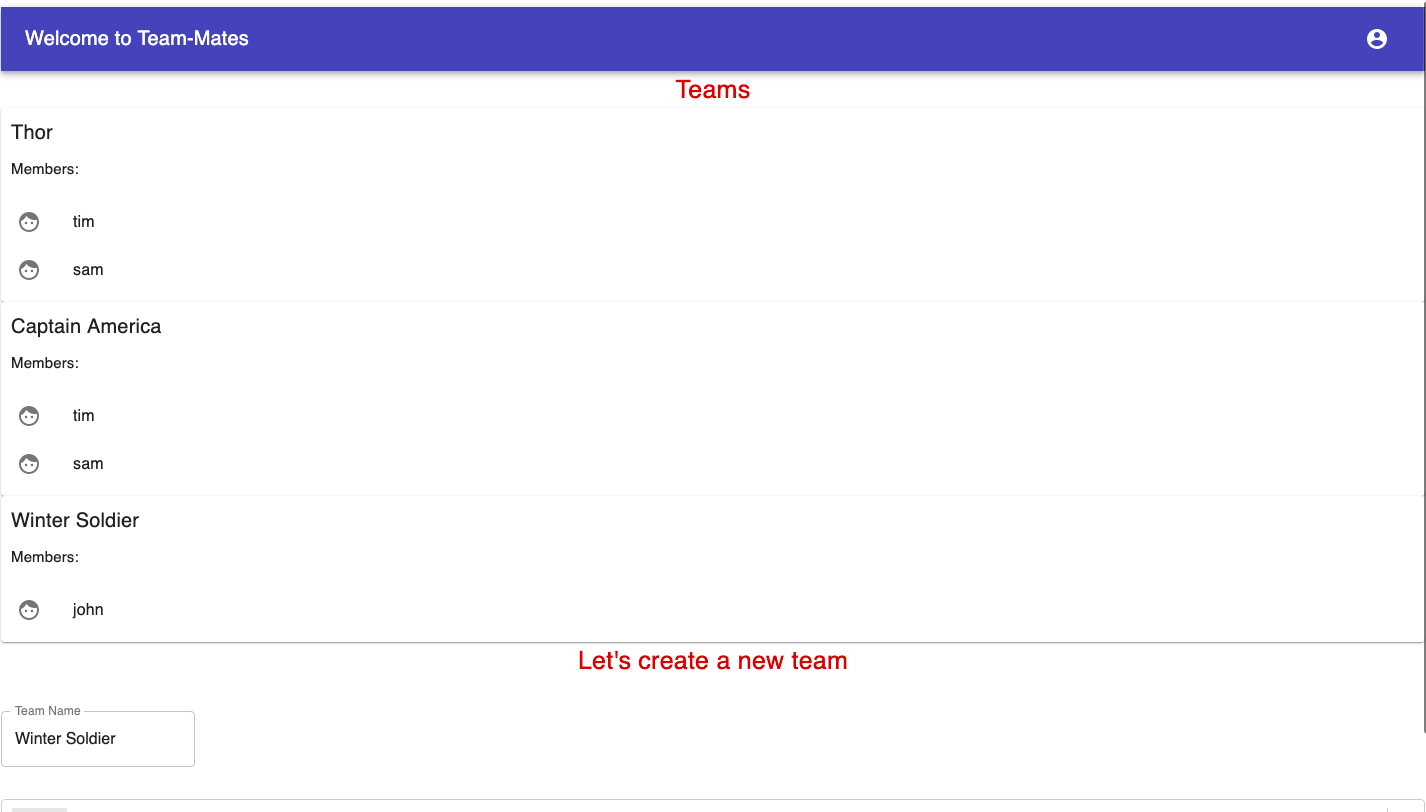 Welcome to Team-Mates
Teams
Thor
Members:
tim
sam
Captain America
Members:
tim
sam
Winter Soldier
Members:
john
Let's create a new team
Team Name
Winter Soldier